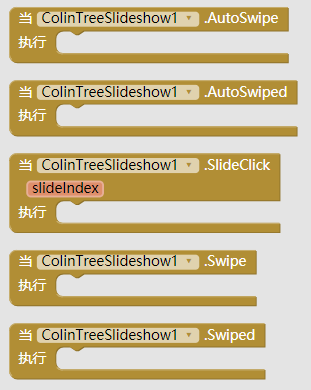 当 ColinTreeSlideshow1 .AutoSwipe
执行
当 ColinTreeSlideshow1 .AutoSwiped
执行
当 ColinTreeSlideshow1 .SlideClick
slideIndex
执行
当 ColinTreeSlideshow1 .Swipe
执行
当 ColinTreeSlideshow1 .Swiped
执行